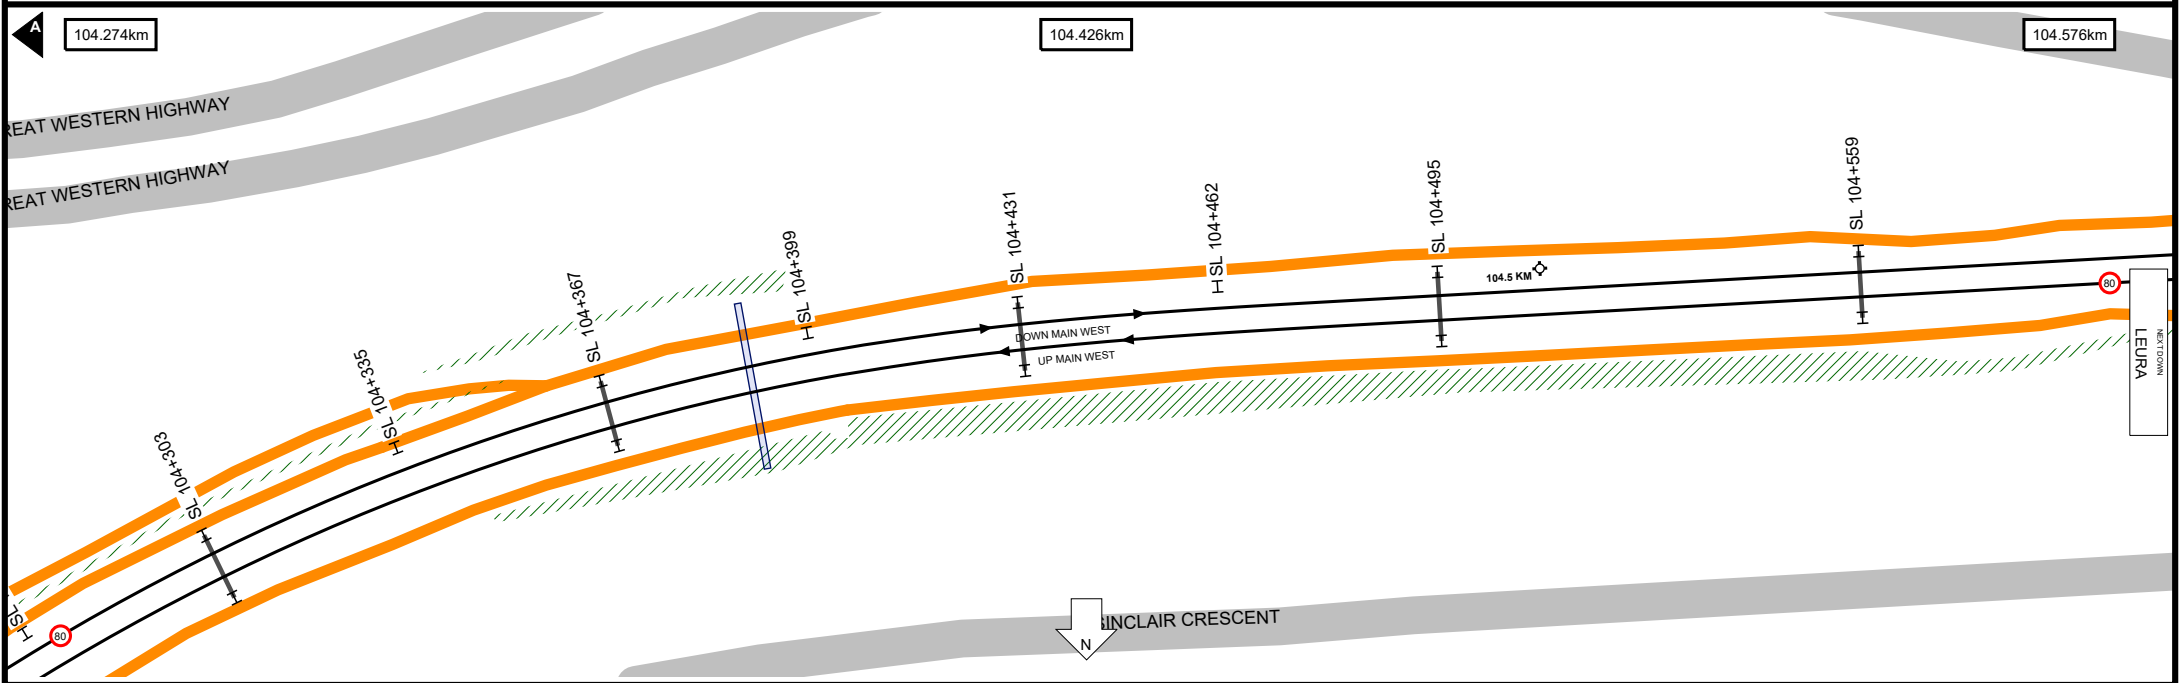 A
104.274km
104.426km
104.576km
REAT WESTERN HIGHWAY
REAT WESTERN HIGHWAY
SL 104+303
SL 104+335
SL 104+367
SL 104+399
SL 104+431
SL 104+462
SL 104+495
SL 104+559
104.5 KM
DOWN MAIN WEST
UP MAIN WEST
80
NEXT DOWN
LEURA
SL
80
SINCLAIR CRESCENT
N